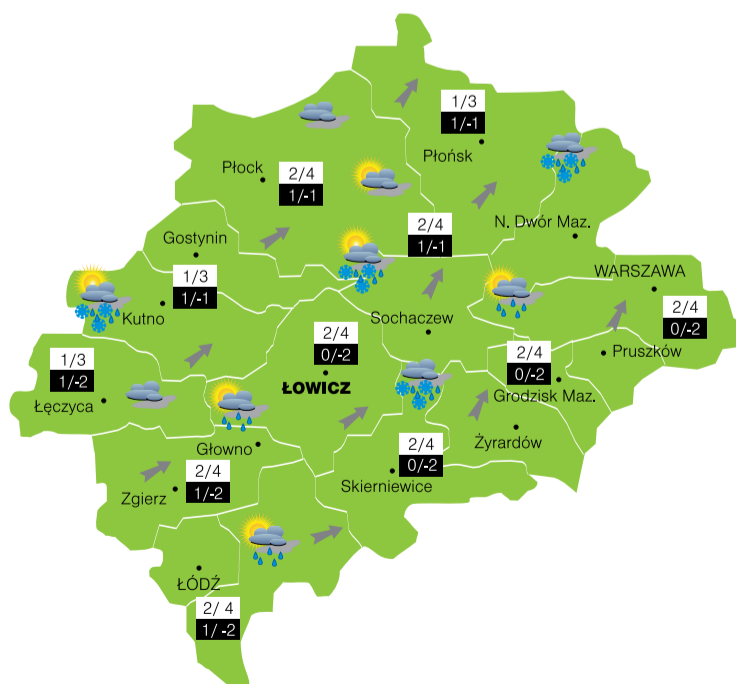 1/3
1/-1
Płońsk
Płock
2/4
1/-1
2/4
1/-1
N. Dwór Maz.
Gostynin
WARSZAWA
1/3
1/-1
Kutno
2/4
0/-2
Sochaczew
2/4
0/-2
ŁOWICZ
Pruszków
1/3
1/-2
Łęczyca
2/4
0/-2
Grodzisk Maz.
Żyrardów
Głowno
2/4
0/-2
Skierniewice
2/4
1/-2
Zgierz
ŁÓDŹ
2/ 4
1/ -2